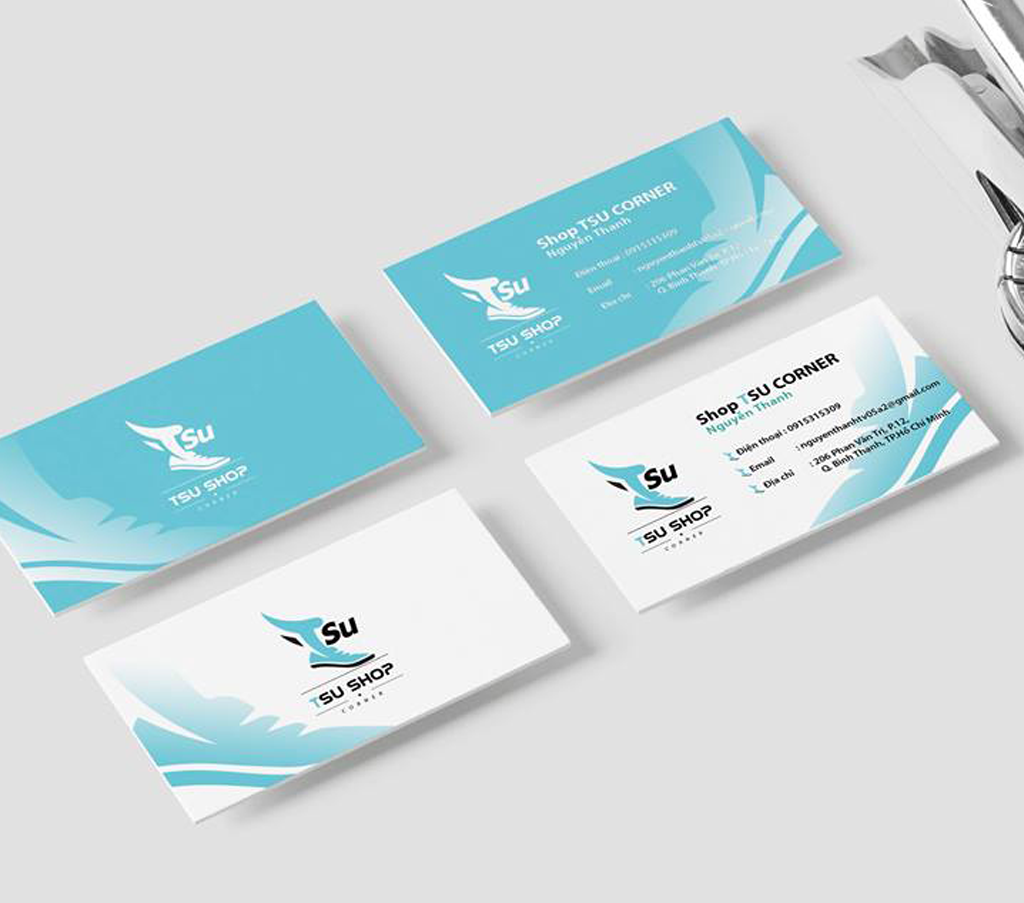 Shop TSU CORNER
Nguyên Thanh
Điện thoại : 0915315309
Email : nguyenthanhtv05a2@gmail.com
Địa chỉ : 206 Phan Văn Trị, P.12,
Q. Bình Thạnh, TP.Hồ Chí Minh
TSu
TSU SHOP
CORNER
TSu
TSU SHOP
CORNER
Shop TSU CORNER
Nguyên Thanh
Điện thoại : 0915315309
Email : nguyenthanhtv05a2@gmail.com
Địa chỉ : 206 Phan Văn Trị, P.12,
Q. Bình Thạnh, TP.Hồ Chí Minh
TSu
TSU SHOP
CORNER
TSu
TSU SHOP
CORNER